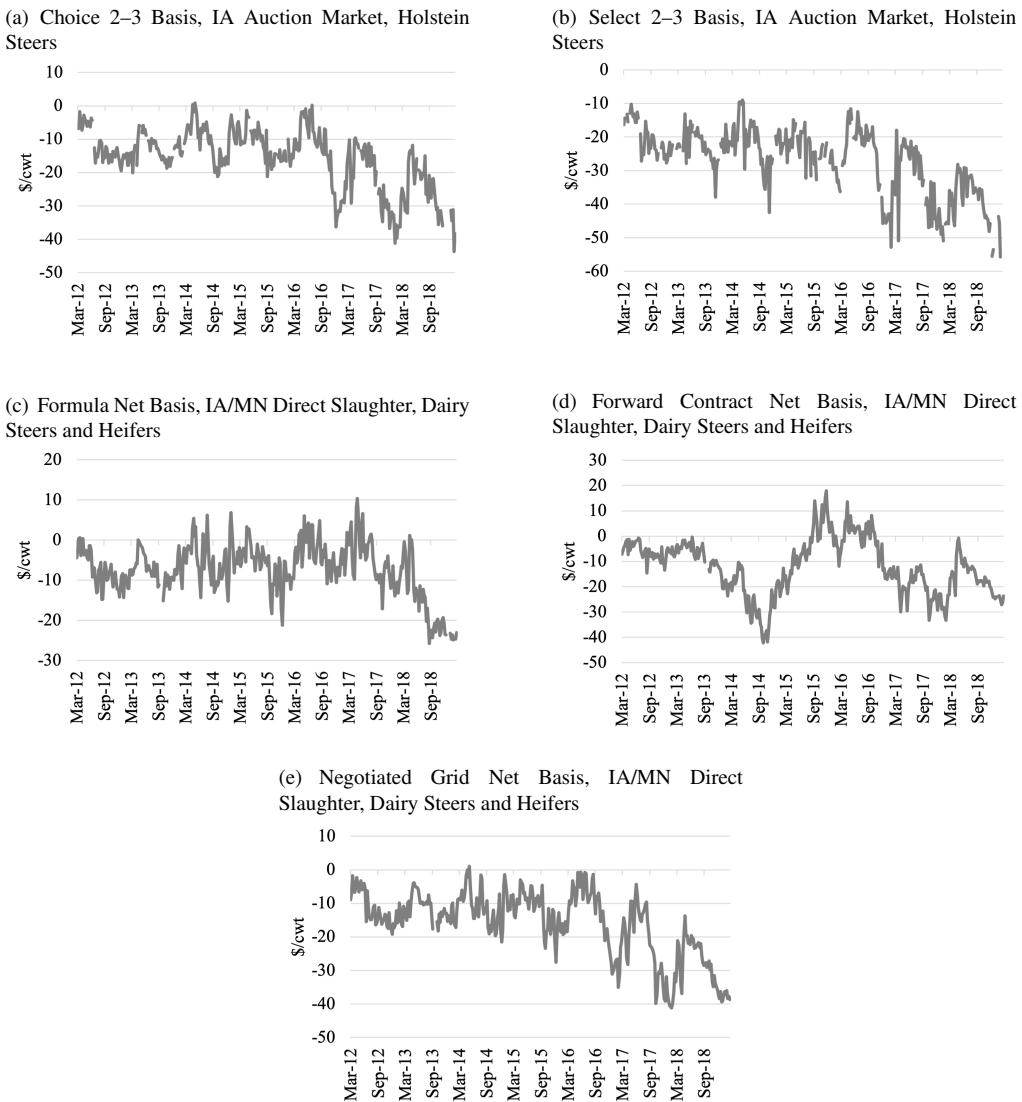 (a) Choice 2–3 Basis, IA Auction Market, Holstein
Steers
10
0
-10
-20
-30
-40
-50
$/cwt
Mar-12
Sep-12
Mar-13
Sep-13
Mar-14
Sep-14
Mar-15
Sep-15
Mar-16
Sep-16
Mar-17
Sep-17
Mar-18
Sep-18
(b) Select 2–3 Basis, IA Auction Market, Holstein
Steers
0
-10
-20
-30
-40
-50
-60
$/cwt
Mar-12
Sep-12
Mar-13
Sep-13
Mar-14
Sep-14
Mar-15
Sep-15
Mar-16
Sep-16
Mar-17
Sep-17
Mar-18
Sep-18
(c) Formula Net Basis, IA/MN Direct Slaughter, Dairy
Steers and Heifers
20
10
0
-10
-20
-30
$/cwt
Mar-12
Sep-12
Mar-13
Sep-13
Mar-14
Sep-14
Mar-15
Sep-15
Mar-16
Sep-16
Mar-17
Sep-17
Mar-18
Sep-18
(d) Forward Contract Net Basis, IA/MN Direct
Slaughter, Dairy Steers and Heifers
30
20
10
0
-10
-20
-30
-40
-50
$/cwt
Mar-12
Sep-12
Mar-13
Sep-13
Mar-14
Sep-14
Mar-15
Sep-15
Mar-16
Sep-16
Mar-17
Sep-17
Mar-18
Sep-18
(e) Negotiated Grid Net Basis, IA/MN Direct
Slaughter, Dairy Steers and Heifers
10
0
-10
-20
-30
-40
-50
$/cwt
Mar-12
Sep-12
Mar-13
Sep-13
Mar-14
Sep-14
Mar-15
Sep-15
Mar-16
Sep-16
Mar-17
Sep-17
Mar-18
Sep-18